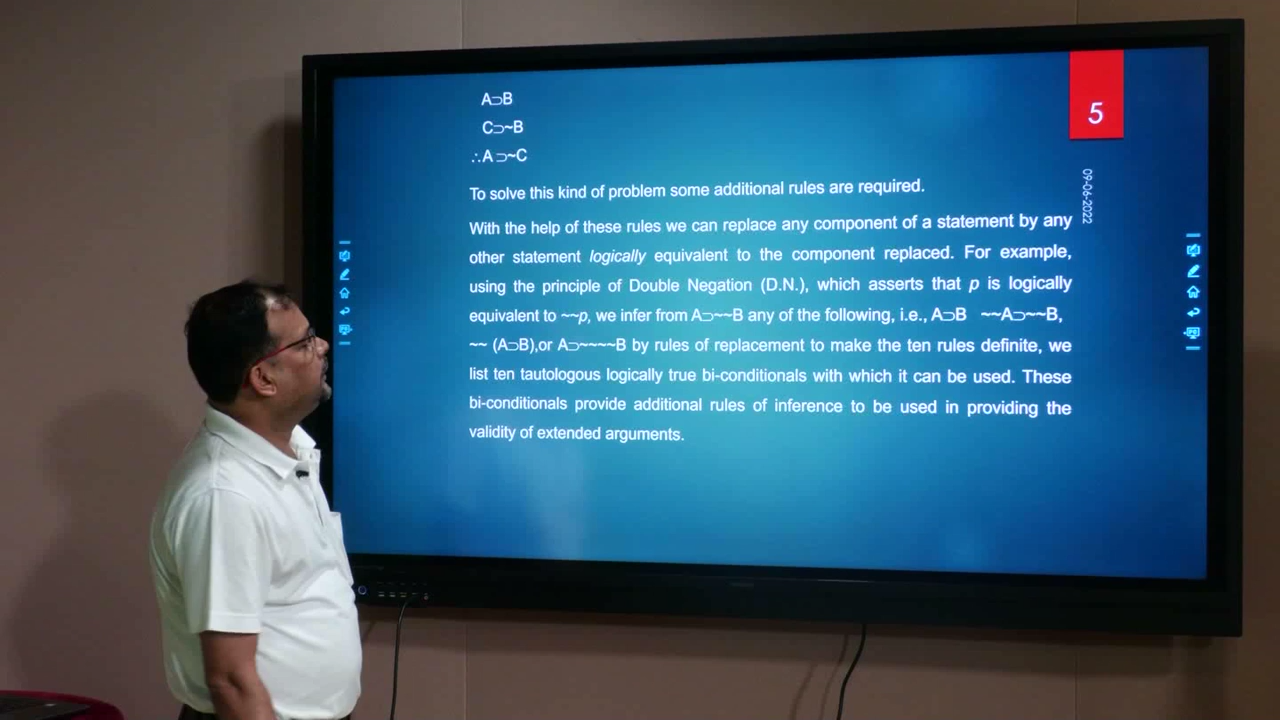 A⊃B
C⊃~B
∴A ⊃~C
To solve this kind of problem some additional rules are required.
With the help of these rules we can replace any component of a statement by any
other statement logically equivalent to the component replaced. For example,
using the principle of Double Negation (D.N.), which asserts that p is logically
equivalent to ~~p, we infer from A⊃~~B any of the following, i.e., A⊃B ~~A⊃~~B,
~~ (A⊃B),or A⊃~~~~B by rules of replacement to make the ten rules definite, we
list ten tautologous logically true bi-conditionals with which it can be used. These
bi-conditionals provide additional rules of inference to be used in providing the
validity of extended arguments.
5
09-06-2022